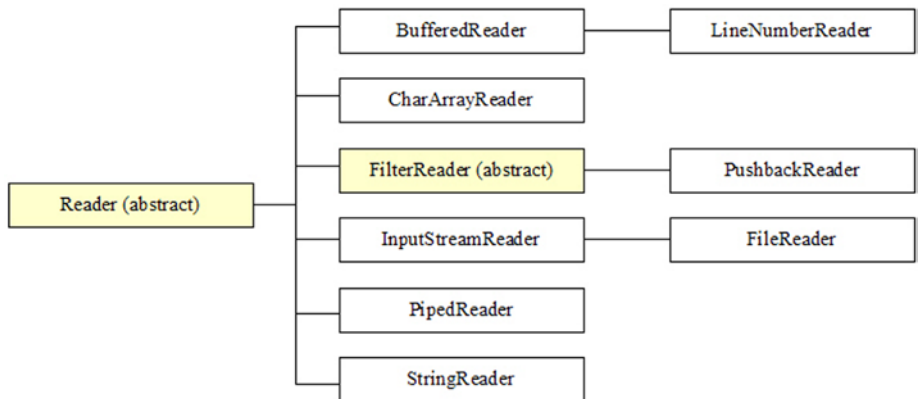 BufferedReader
LineNumberReader
CharArrayReader
FilterReader (abstract)
PushbackReader
Reader (abstract)
InputStreamReader
FileReader
PipedReader
StringReader